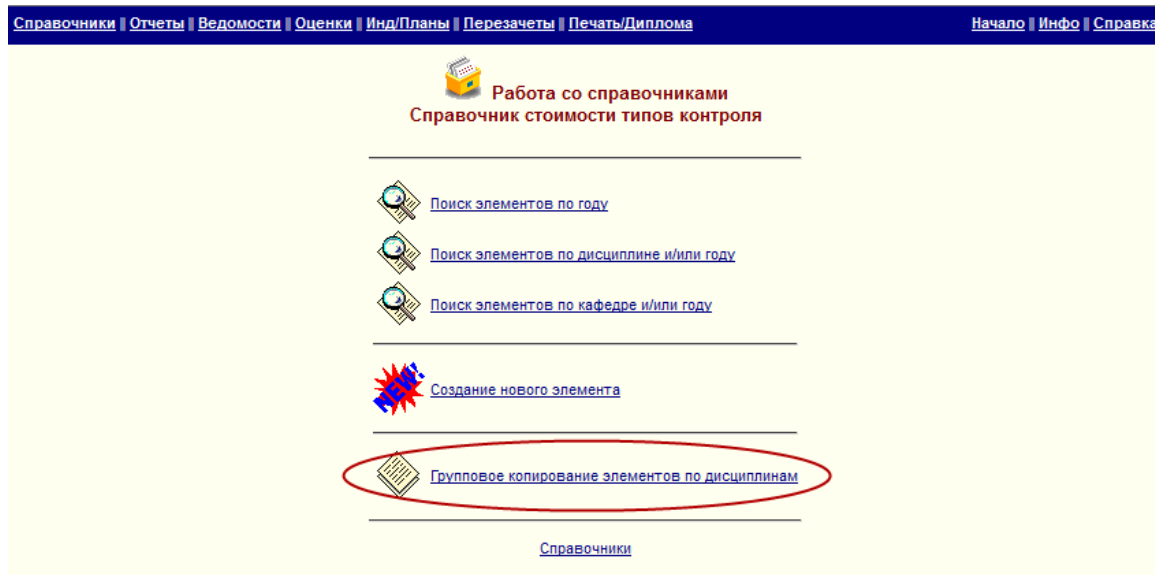 Справочники || Отчеты || Ведомости || Оценки || Инд/Планы || Перезачеты || Печать/Диплома Начало || Инфо || Справка
Работа со справочниками
Справочник стоимости типов контроля
Поиск элементов по году
Поиск элементов по дисциплине и/или году
Поиск элементов по кафедре и/или году
NEW! Создание нового элемента
Групповое копирование элементов по дисциплинам
Справочники